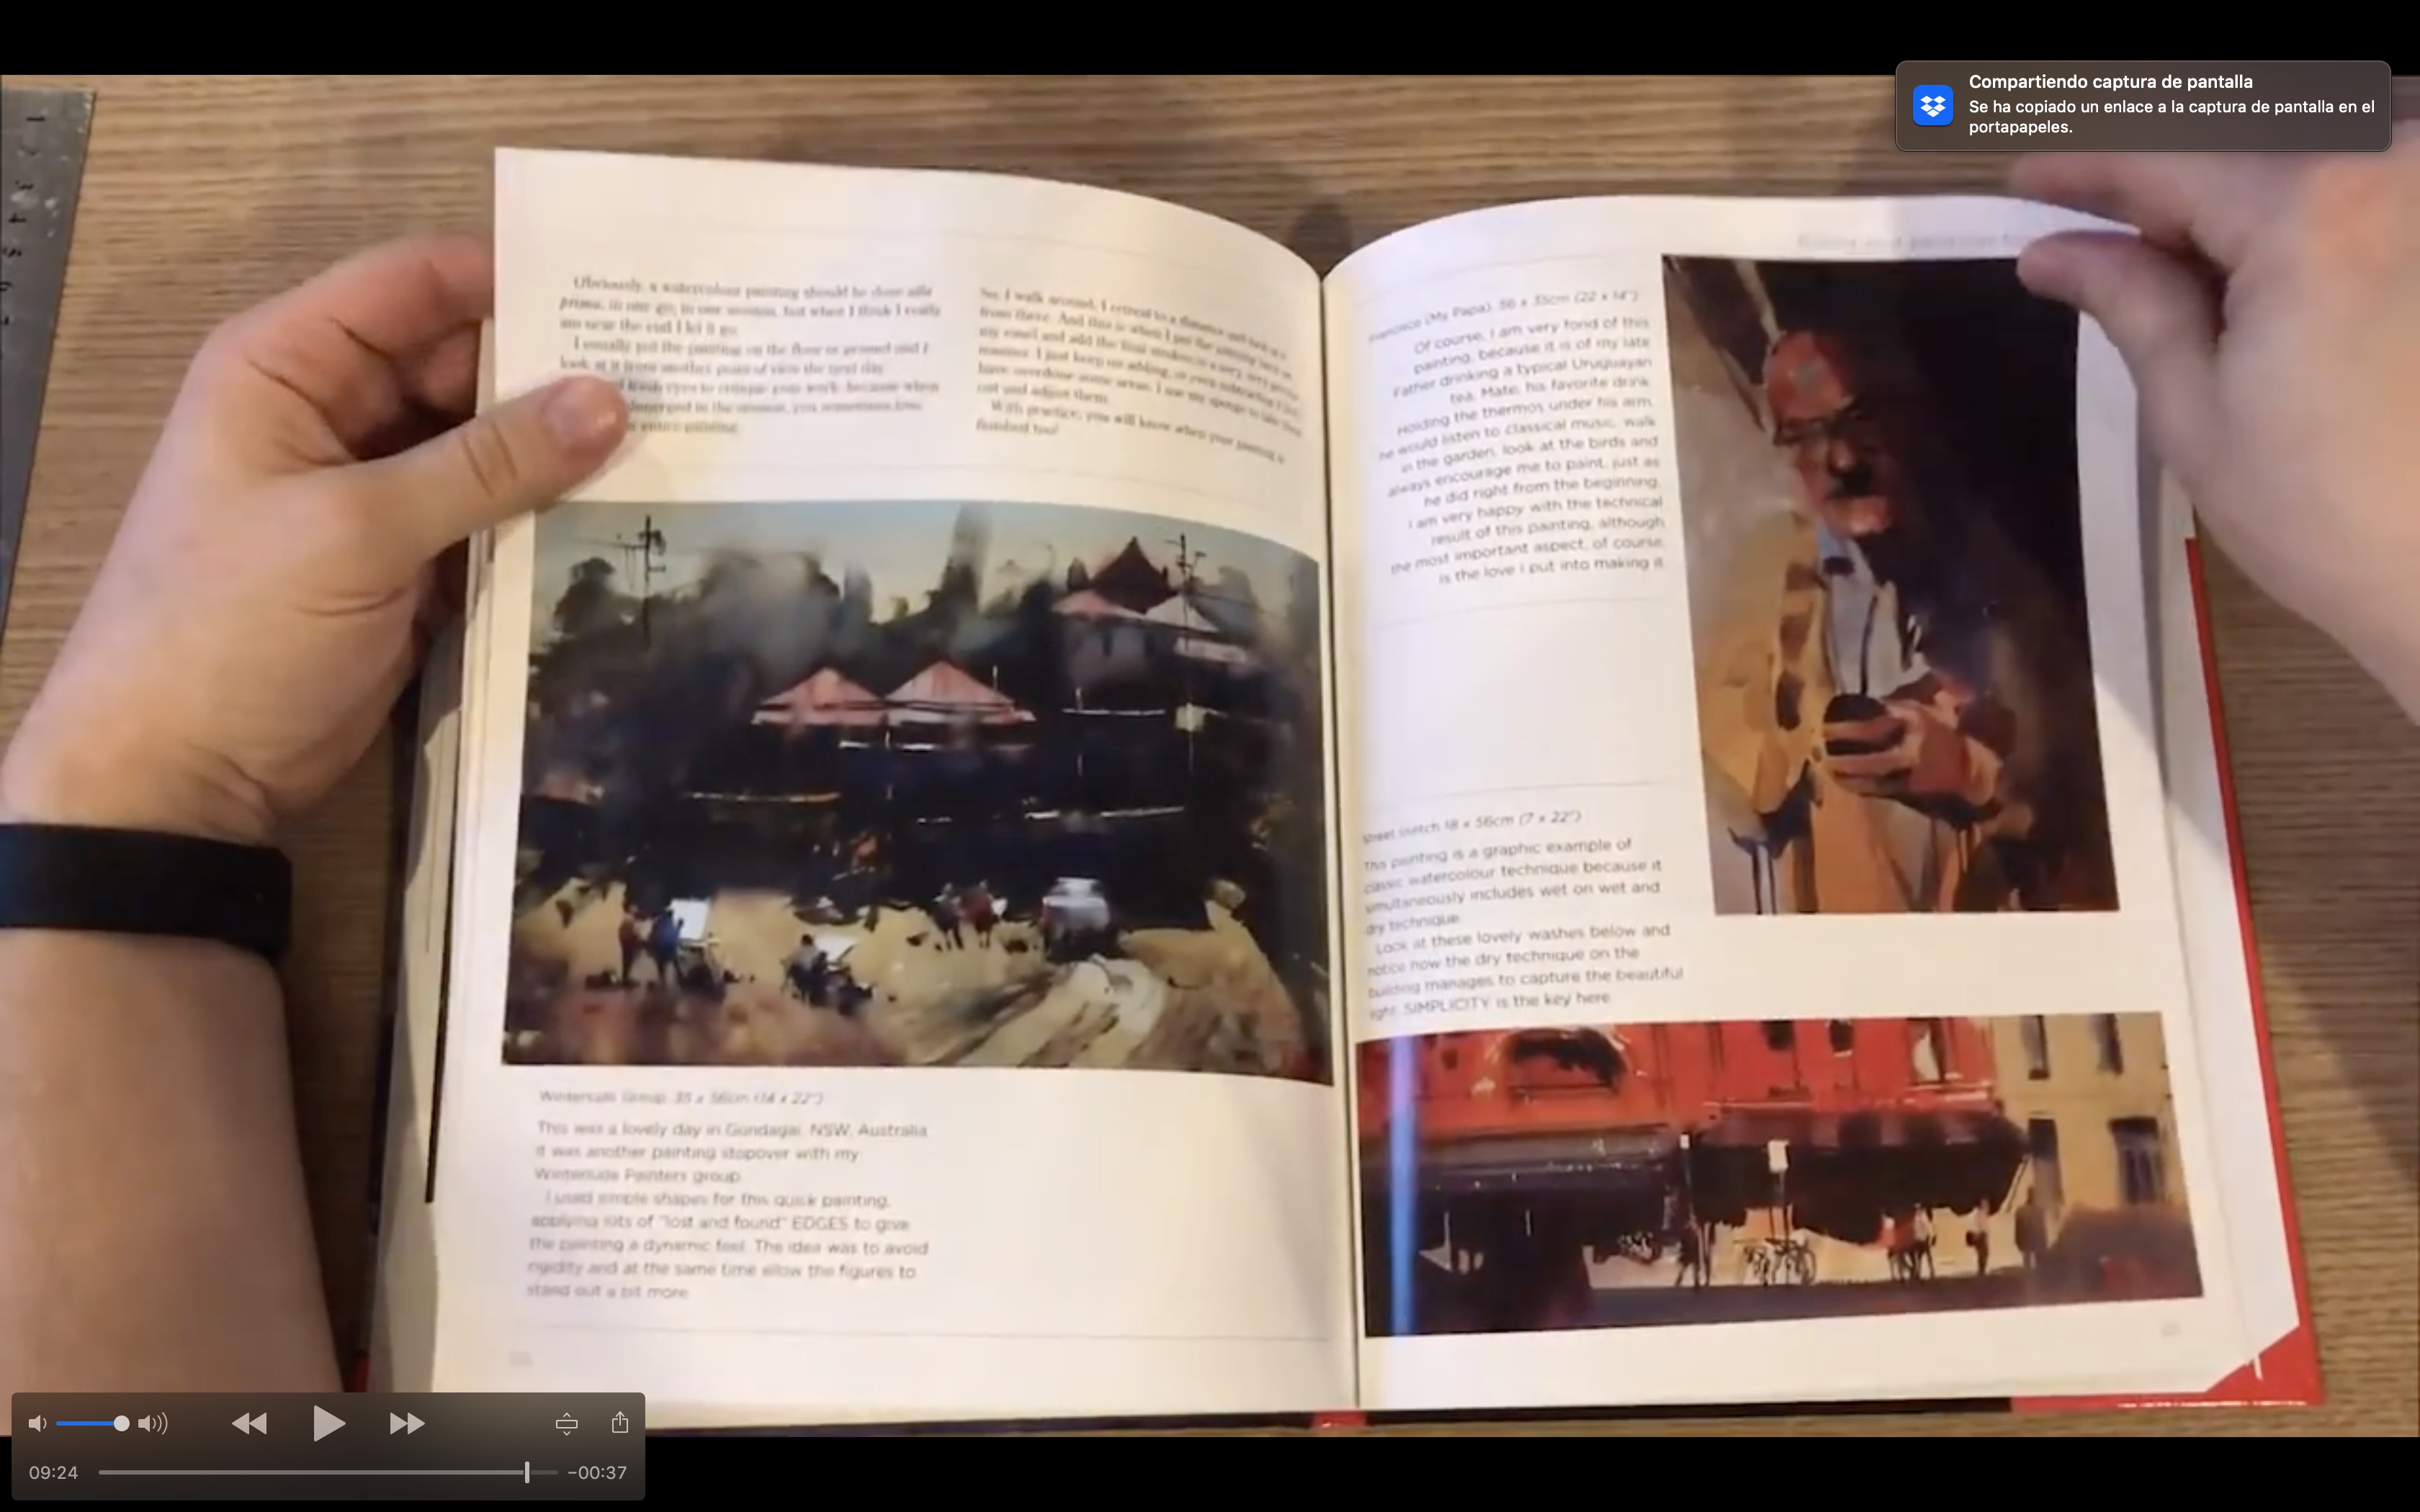 Compartiendo captura de pantalla
Se ha copiado un enlace a la captura de pantalla en el
portapapeles.
Obviously, a watercolour painting should be done alla
prima, in one go, in one session, but when I think I really
am near the end I let it go.
I usually put the painting on the floor or ground and I
look at it from another point of view the next day.
fresh eyes to critique your work, because when
immersed in the session, you sometimes lose
entire painting.
So, I walk around, I retreat to a distance and look at it
from there. And this is when I put the painting back on
my easel and add the final strokes in a very, very gentle
manner. I just keep on adding, or even subtracting if I
have overdone some areas. I use my sponge to take
out and adjust them.
With practice, you will know when your painting is
finished too!
Wintersun Group, 35 x 56cm (14 x 22")
This was a lovely day in Gundagai, NSW, Australia.
It was another painting stopover with my
Painters group.
I used simple shapes for this quick painting,
applying lots of "lost and found" EDGES to give
the painting a dynamic feel. The idea was to avoid
rigidity and at the same time allow the figures to
stand out a bit more.
Francisco (My Papa), 56 x 35cm (22 x 14")
Of course, I am very fond of this
painting, because it is of my late
Father drinking a typical Uruguayan
tea, Mate, his favorite drink.
Holding the thermos under his arm,
he would listen to classical music, walk
in the garden, look at the birds and
always encourage me to paint, just as
he did right from the beginning.
I am very happy with the technical
result of this painting, although
the most important aspect, of course,
is the love I put into making it.
Street Sketch 18 x 56cm (7 x 22")
This painting is a graphic example of
classic watercolour technique because it
simultaneously includes wet on wet and
dry technique.
Look at these lovely washes below and
notice how the dry technique on the
building manages to capture the beautiful
light. SIMPLICITY is the key here.
09:24
-00:37